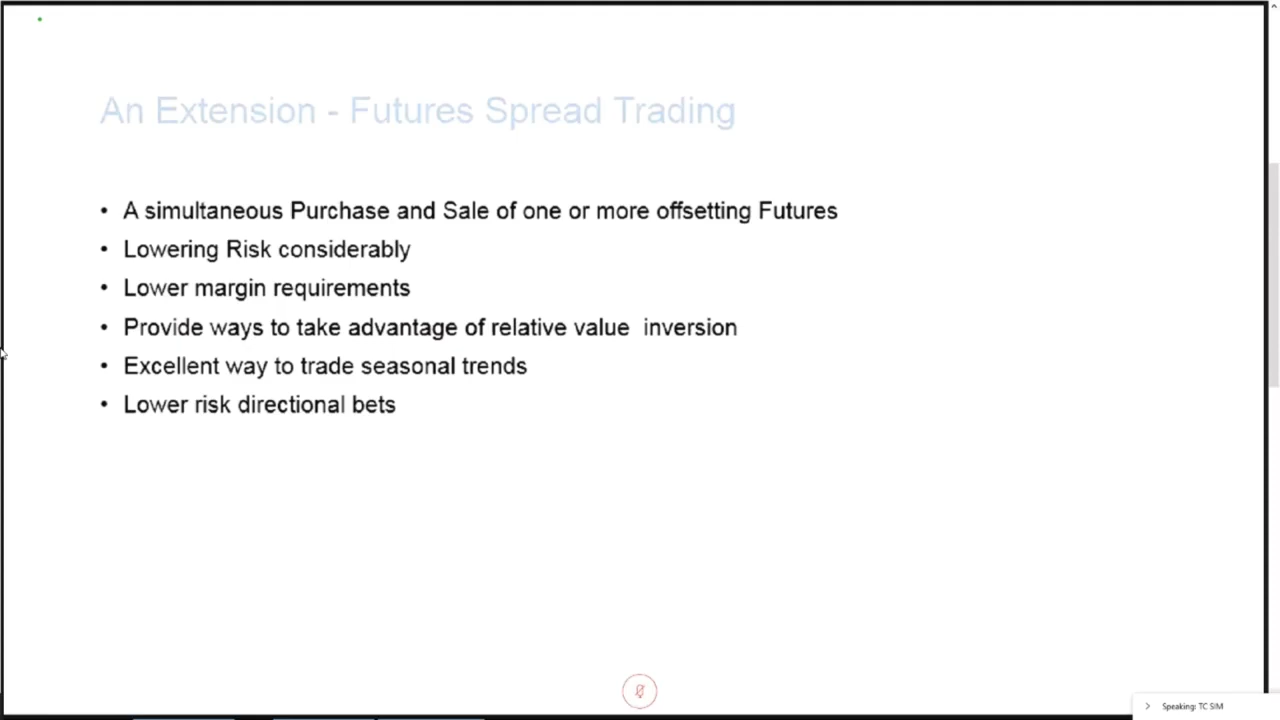 An Extension - Futures Spread Trading
• A simultaneous Purchase and Sale of one or more offsetting Futures
• Lowering Risk considerably
• Lower margin requirements
• Provide ways to take advantage of relative value  inversion
• Excellent way to trade seasonal trends
• Lower risk directional bets
Speaking: TC SIM